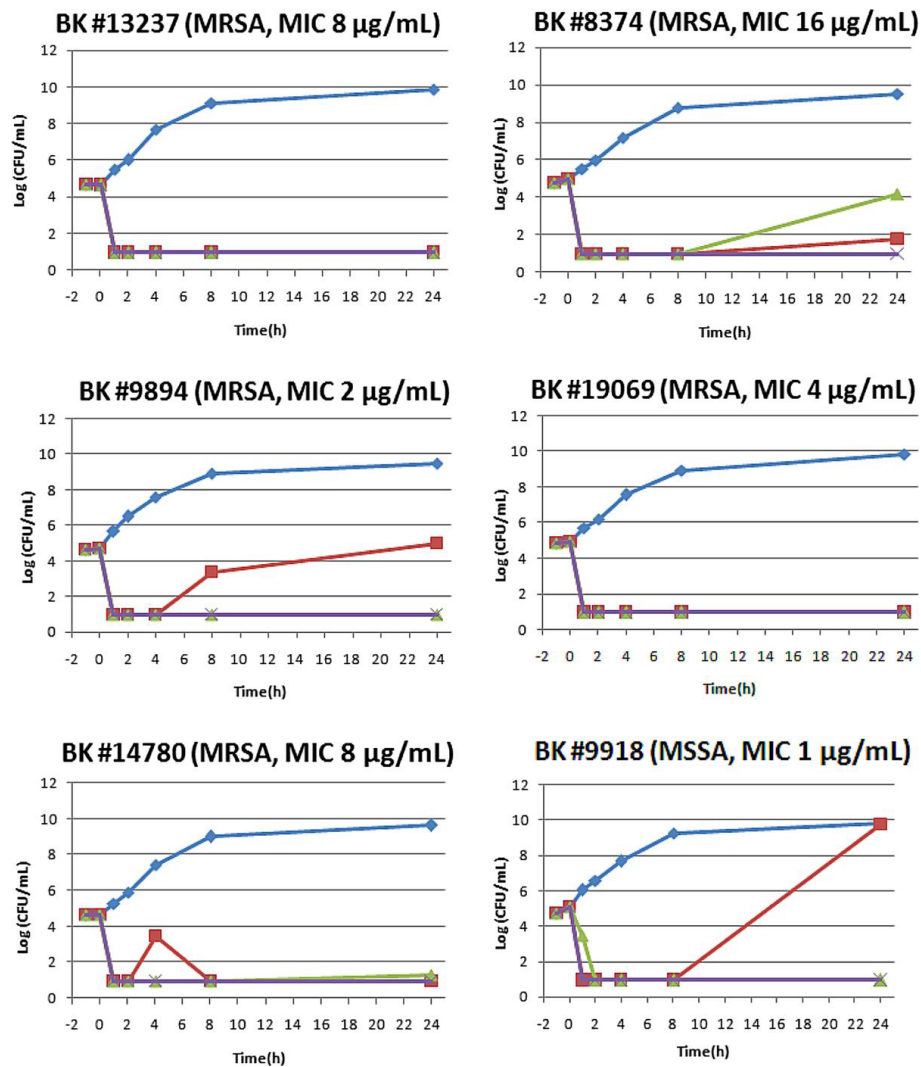 BK #13237 (MRSA, MIC 8 µg/mL)
12
10
8
6
4
2
0
Log (CFU/mL)
-2 0 2 4 6 8 10 12 14 16 18 20 22 24
Time(h)
BK #8374 (MRSA, MIC 16 µg/mL)
12
10
8
6
4
2
0
Log (CFU/mL)
-2 0 2 4 6 8 10 12 14 16 18 20 22 24
Time(h)
BK #9894 (MRSA, MIC 2 µg/mL)
12
10
8
6
4
2
0
Log (CFU/mL)
-2 0 2 4 6 8 10 12 14 16 18 20 22 24
Time(h)
BK #19069 (MRSA, MIC 4 µg/mL)
12
10
8
6
4
2
0
Log (CFU/mL)
-2 0 2 4 6 8 10 12 14 16 18 20 22 24
Time(h)
BK #14780 (MRSA, MIC 8 µg/mL)
12
10
8
6
4
2
0
Log (CFU/mL)
-2 0 2 4 6 8 10 12 14 16 18 20 22 24
Time(h)
BK #9918 (MSSA, MIC 1 µg/mL)
12
10
8
6
4
2
0
Log (CFU/mL)
-2 0 2 4 6 8 10 12 14 16 18 20 22 24
Time(h)